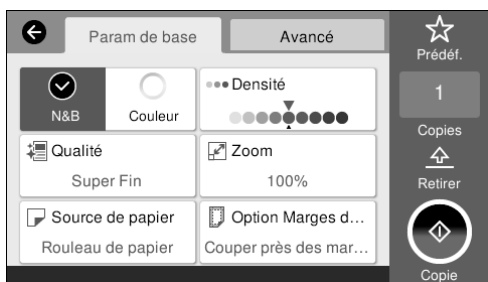 Param de base
Avancé
Prédéf.
N&B
Couleur
Densité
1
Copies
Qualité
Super Fin
Zoom
100%
Retirer
Source de papier
Rouleau de papier
Option Marges d...
Couper près des mar...
Copie